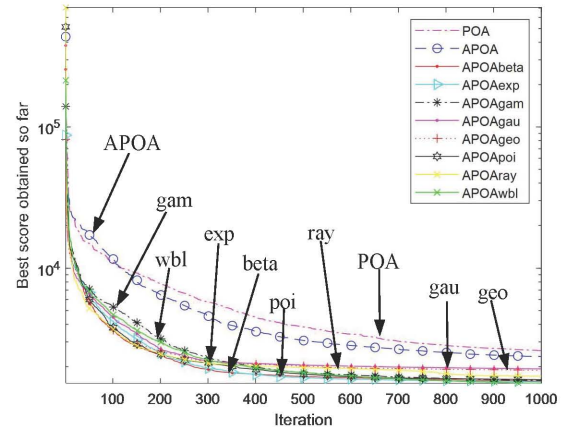 Best score obtained so far
10^5
10^4
POA
APOA
APOAbeta
APOAexp
APOAgam
APOAgau
APOAgeo
APOApoi
APOAray
APOAwbl
APOA
gam
wbl
exp
beta
poi
ray
POA
gau
geo
100 200 300 400 500 600 700 800 900 1000
Iteration